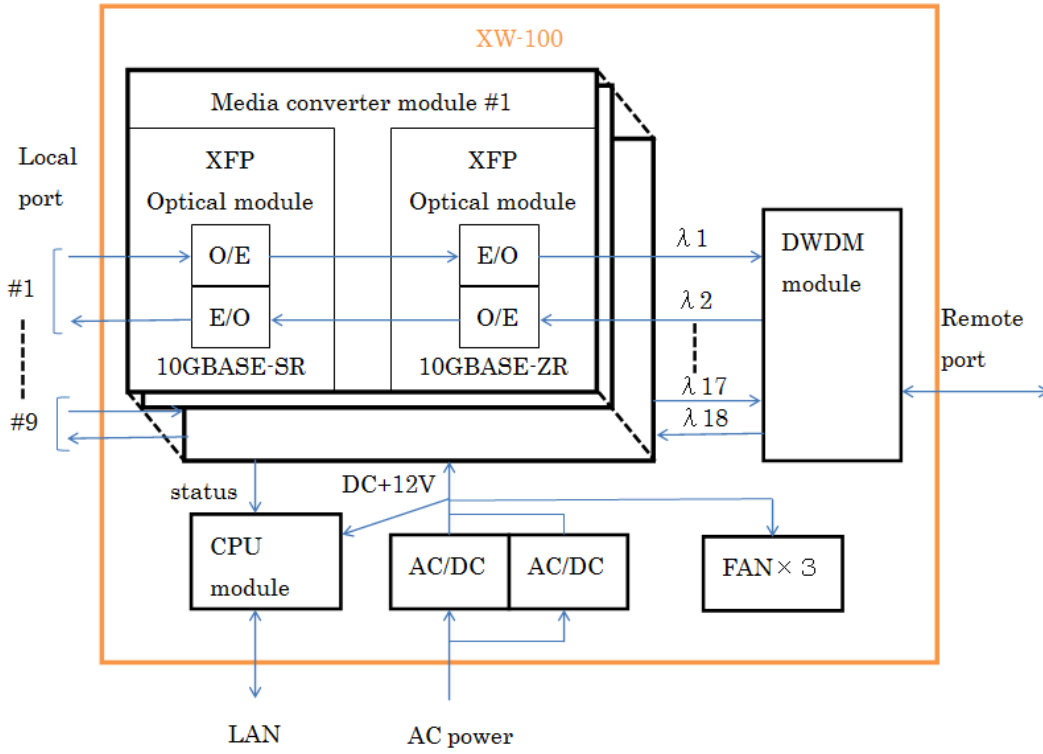 XW-100
Media converter module #1
Local
port
XFP
Optical module
XFP
Optical module
O/E
E/O
λ1
DWDM
module
#1
E/O
O/E
λ2
Remote
port
10GBASE-SR
10GBASE-ZR
λ17
#9
λ18
status
DC+12V
CPU
module
AC/DC
AC/DC
FAN×3
LAN
AC power